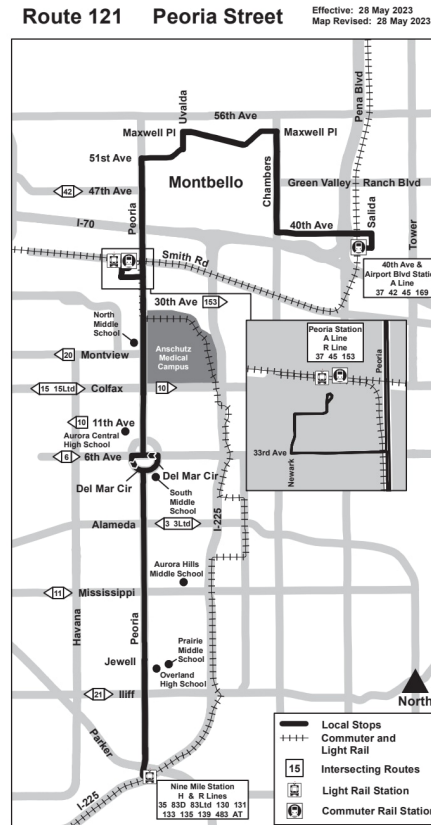 Route 121 Peoria Street
Effective: 28 May 2023
Map Revised: 28 May 2023
Pena Blvd
Uvalda
56th Ave
Maxwell Pl
Maxwell Pl
51st Ave
Montbello
Chambers
42
47th Ave
Green Valley Ranch Blvd
Peoria
I-70
40th Ave
Salida
Tower
Smith Rd
40th Ave &
Airport Blvd Station
A Line
37 42 45 169
30th Ave
153
North
Middle
School
Anschutz
Medical
Campus
20
Montview
15 15Ltd
Colfax
10
Peoria Station
A Line
R Line
37 45 153
Peoria
33rd Ave
Newark
10
11th Ave
Aurora Central
High School
6
6th Ave
Del Mar Cir
Del Mar Cir
South
Middle
School
I-225
Alameda
3 3Ltd
Aurora Hills
Middle School
11
Mississippi
Havana
Peoria
Prairie
Middle
School
Jewell
Overland
High School
21
Iliff
North
Parker
I-225
Nine Mile Station
H & R Lines
35 83D 83Ltd 130 131
133 135 139 483 AT
Local Stops
Commuter and
Light Rail
15
Intersecting Routes
Light Rail Station
Commuter Rail Station